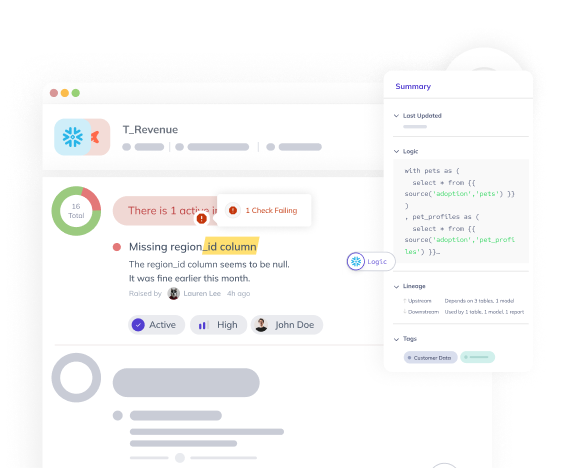 Summary
T_Revenue
Last Updated
Logic
with pets as (
select * from {{
source('adoption','pets') }}
)
, pet_profiles as (
select * from {{
source('adoption','pet_profi
les') }}…
16
Total
There is 1 active i
1 Check Failing
Missing region_id column
The region_id column seems to be null.
It was fine earlier this month.
Raised by Lauren Lee 4h ago
Logic
Active
High
John Doe
Lineage
Upstream Depends on 3 tables, 1 model
Downstream Used by 1 table, 1 model, 1 report
Tags
Customer Data